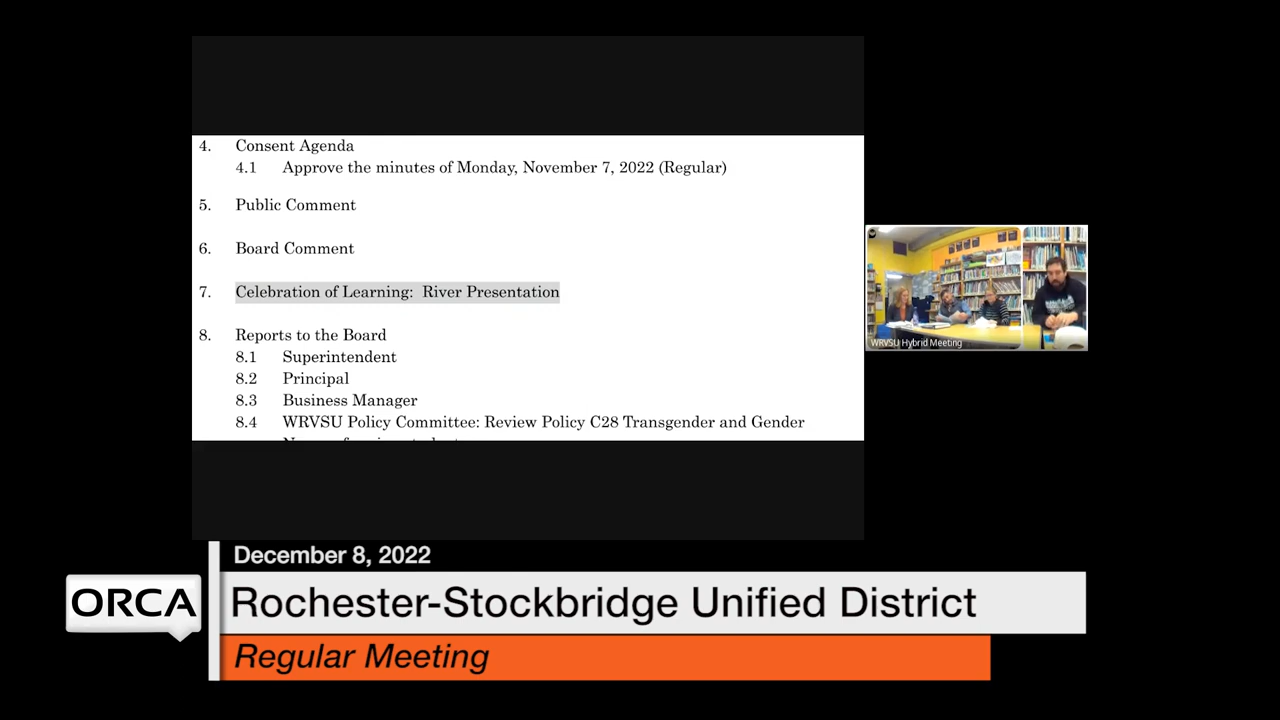 4. Consent Agenda
4.1 Approve the minutes of Monday, November 7, 2022 (Regular)
5. Public Comment
6. Board Comment
7. Celebration of Learning: River Presentation
8. Reports to the Board
8.1 Superintendent
8.2 Principal
8.3 Business Manager
8.4 WRVSU Policy Committee: Review Policy C28 Transgender and Gender
WRVSU Hybrid Meeting
December 8, 2022
ORCA
Rochester-Stockbridge Unified District
Regular Meeting